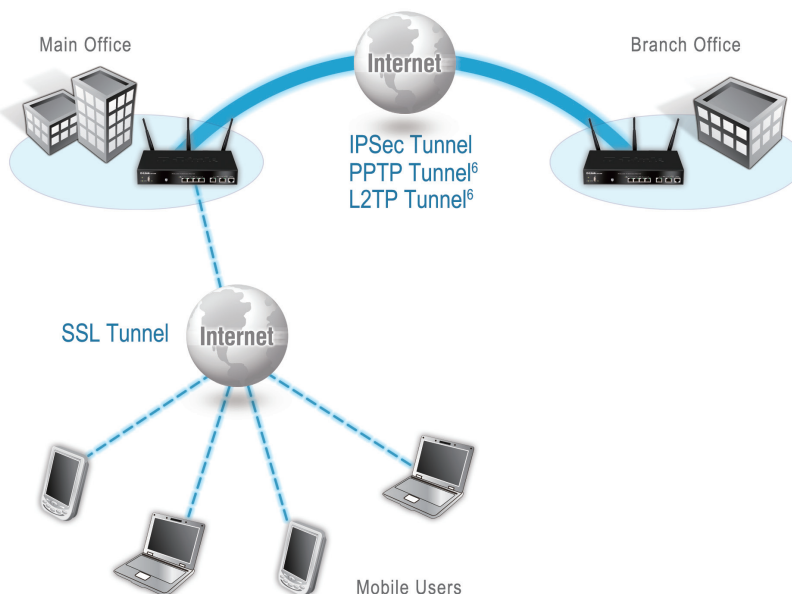 Main Office
Internet
Branch Office
IPSec Tunnel
PPTP Tunnel⁶
L2TP Tunnel⁶
SSL Tunnel
Internet
Mobile Users